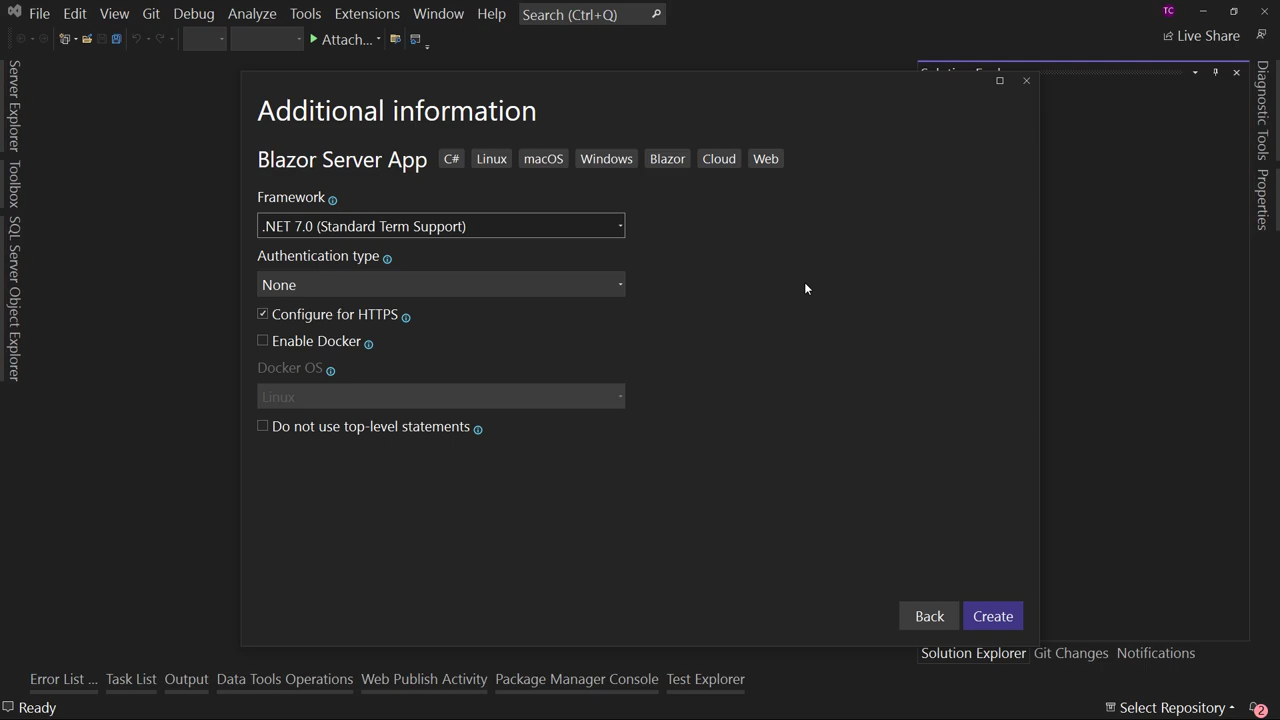 File Edit View Git Debug Analyze Tools Extensions Window Help Search (Ctrl+Q) TC
Attach... Live Share
Server Explorer
Toolbox
SQL Server Object Explorer
Additional information
Blazor Server App C# Linux macOS Windows Blazor Cloud Web
Framework
.NET 7.0 (Standard Term Support)
Authentication type
None
Configure for HTTPS
Enable Docker
Docker OS
Linux
Do not use top-level statements
Back Create
Diagnostic Tools
Properties
Solution Explorer Git Changes Notifications
Error List ... Task List Output Data Tools Operations Web Publish Activity Package Manager Console Test Explorer
Ready Select Repository 2